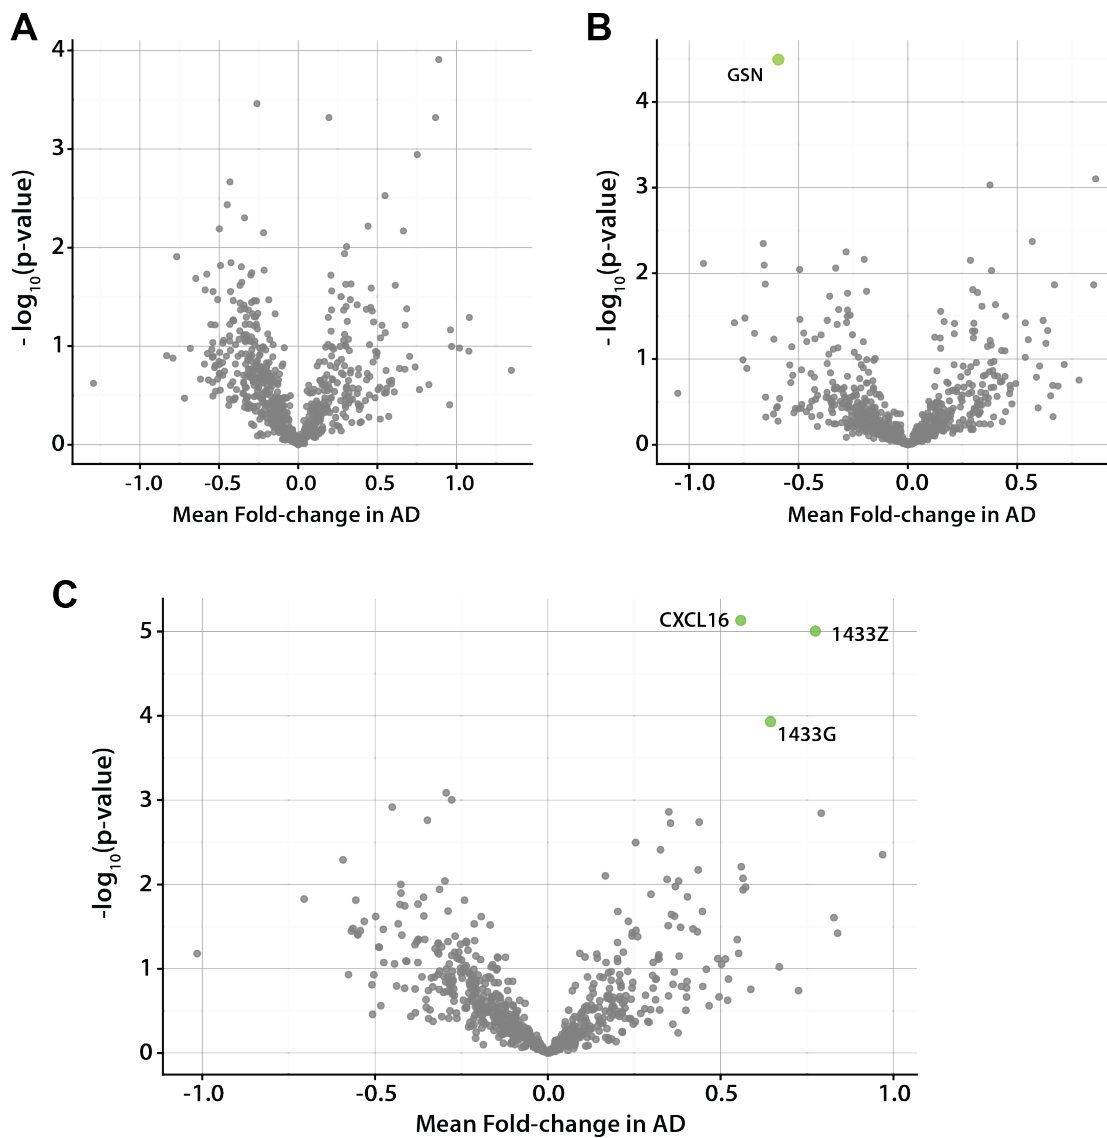 A
4
3
2
1
0
- log10(p-value)
-1.0 -0.5 0.0 0.5 1.0
Mean Fold-change in AD
B
GSN
4
3
2
1
0
- log10(p-value)
-1.0 -0.5 0.0 0.5
Mean Fold-change in AD
C
CXCL16
1433Z
1433G
5
4
3
2
1
0
-log10(p-value)
-1.0 -0.5 0.0 0.5 1.0
Mean Fold-change in AD